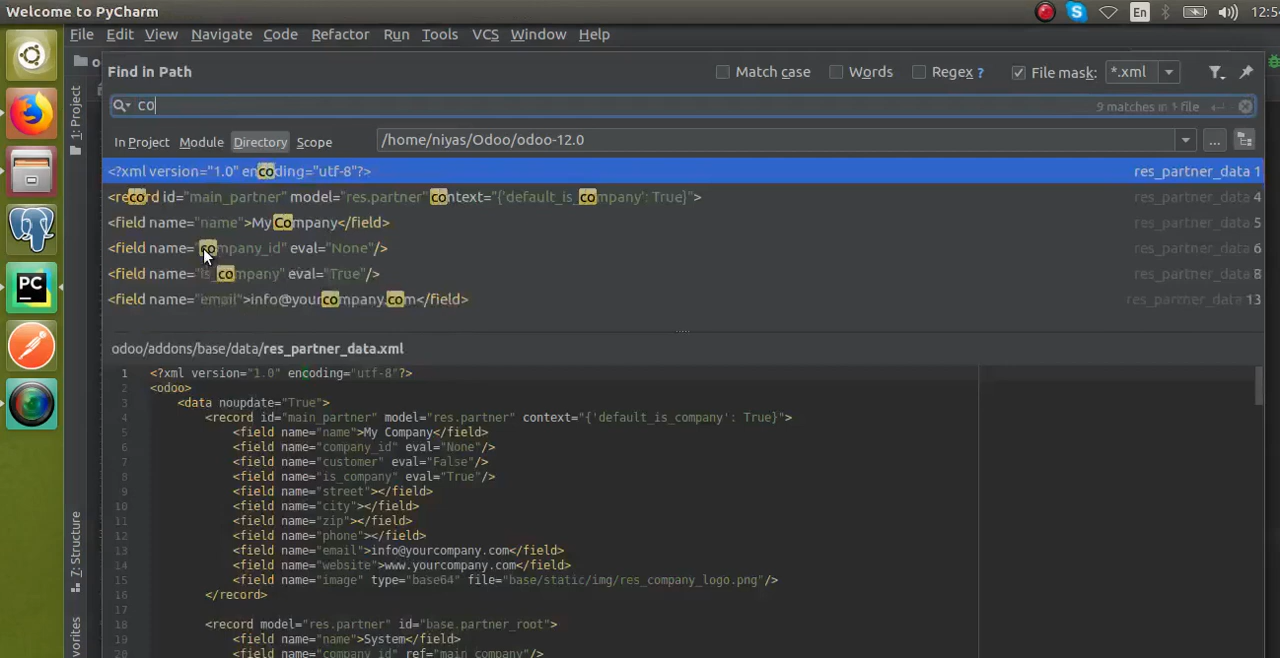 Welcome to PyCharm
En
12:5
File Edit View Navigate Code Refactor Run Tools VCS Window Help
Find in Path
Match case
Words
Regex ?
File mask:
*.xml
co
9 matches in 1 file
In Project Module Directory Scope
/home/niyas/Odoo/odoo-12.0
...
<?xml version="1.0" encoding="utf-8"?> res_partner_data 1
<record id="main_partner" model="res.partner" context="{'default_is_company': True}"> res_partner_data 4
<field name="name">My Company</field> res_partner_data 5
<field name="company_id" eval="None"/> res_partner_data 6
<field name="is_company" eval="True"/> res_partner_data 8
<field name="email">info@yourcompany.com</field> res_partner_data 13
odoo/addons/base/data/res_partner_data.xml
1 <?xml version="1.0" encoding="utf-8"?>
2 <odoo>
3 <data noupdate="True">
4 <record id="main_partner" model="res.partner" context="{'default_is_company': True}">
5 <field name="name">My Company</field>
6 <field name="company_id" eval="None"/>
7 <field name="customer" eval="False"/>
8 <field name="is_company" eval="True"/>
9 <field name="street"></field>
10 <field name="city"></field>
11 <field name="zip"></field>
12 <field name="phone"></field>
13 <field name="email">info@yourcompany.com</field>
14 <field name="website">www.yourcompany.com</field>
15 <field name="image" type="base64" file="base/static/img/res_company_logo.png"/>
16 </record>
17
18 <record model="res.partner" id="base.partner_root">
19 <field name="name">System</field>
20 <field name="company_id" ref="main_company"/>
1: Project
7: Structure
avorites
PC